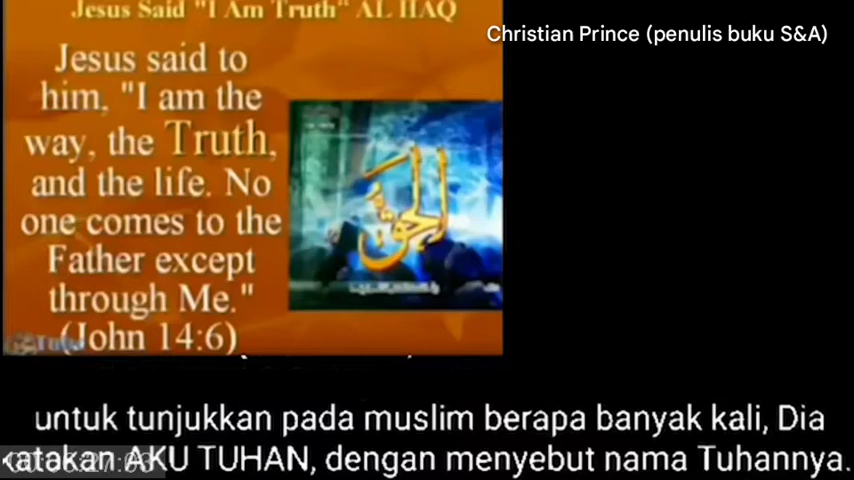 Jesus Said "I Am Truth" AL HAQ
Christian Prince (penulis buku S&A)
Jesus said to
him, "I am the
way, the Truth,
and the life. No
one comes to the
Father except
through Me."
(John 14:6)
الحق
untuk tunjukkan pada muslim berapa banyak kali, Dia
katakan AKU TUHAN, dengan menyebut nama Tuhannya.